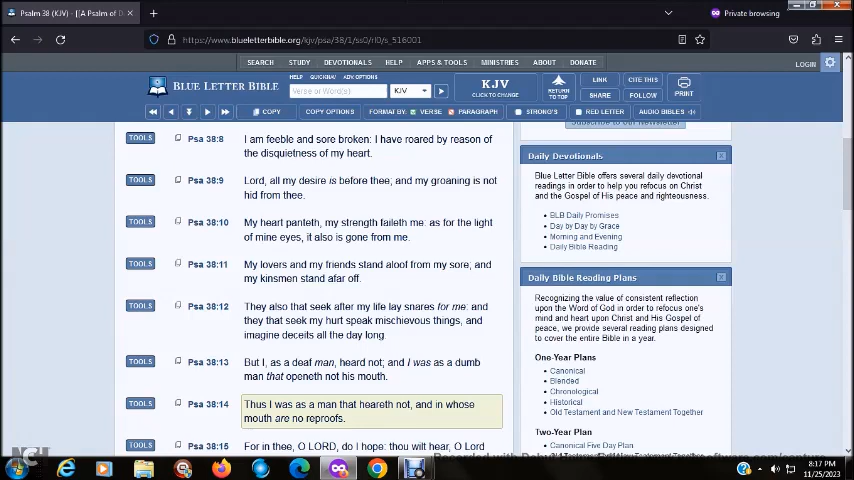 Psalm 38 (KJV) - [[A Psalm of D
Private browsing
https://www.blueletterbible.org/kjv/psa/38/1/ss0/rl0/s_516001
SEARCH STUDY DEVOTIONALS HELP APPS & TOOLS MINISTRIES ABOUT DONATE
LOGIN
BLUE LETTER BIBLE
HELP QUICKNAV ADV. OPTIONS
Verse or Word(s) KJV
KJV
CLICK TO CHANGE
RETURN
TO TOP
LINK CITE THIS
SHARE FOLLOW
PRINT
COPY COPY OPTIONS FORMAT BY: VERSE PARAGRAPH STRONG'S RED LETTER AUDIO BIBLES
TOOLS Psa 38:8 I am feeble and sore broken: I have roared by reason of
the disquietness of my heart.
TOOLS Psa 38:9 Lord, all my desire is before thee; and my groaning is not
hid from thee.
TOOLS Psa 38:10 My heart panteth, my strength faileth me: as for the light
of mine eyes, it also is gone from me.
TOOLS Psa 38:11 My lovers and my friends stand aloof from my sore; and
my kinsmen stand afar off.
TOOLS Psa 38:12 They also that seek after my life lay snares for me: and
they that seek my hurt speak mischievous things, and
imagine deceits all the day long.
TOOLS Psa 38:13 But I, as a deaf man, heard not; and I was as a dumb
man that openeth not his mouth.
TOOLS Psa 38:14 Thus I was as a man that heareth not, and in whose
mouth are no reproofs.
TOOLS Psa 38:15 For in thee, O LORD, do I hope: thou wilt hear, O Lord
Subscribe to our Newsletter
Daily Devotionals
Blue Letter Bible offers several daily devotional
readings in order to help you refocus on Christ
and the Gospel of His peace and righteousness.
• BLB Daily Promises
• Day by Day by Grace
• Morning and Evening
• Daily Bible Reading
Daily Bible Reading Plans
Recognizing the value of consistent reflection
upon the Word of God in order to refocus one's
mind and heart upon Christ and His Gospel of
peace, we provide several reading plans designed
to cover the entire Bible in a year.
One-Year Plans
• Canonical
• Blended
• Chronological
• Historical
• Old Testament and New Testament Together
Two-Year Plan
• Canonical Five Day Plan
NCH
8:17 PM
11/25/2023